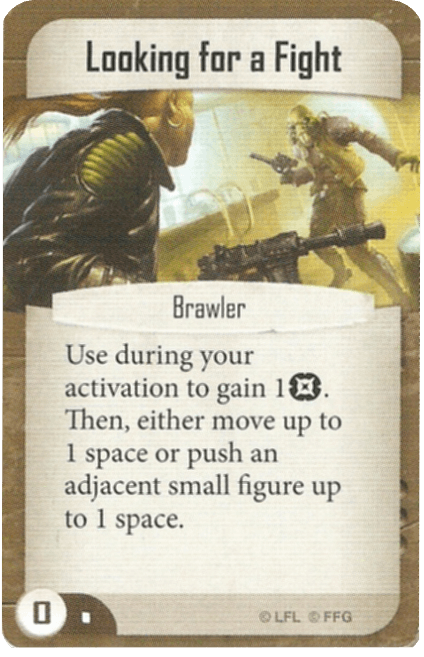 Looking for a Fight
Brawler
Use during your
activation to gain 1.
Then, either move up to
1 space or push an
adjacent small figure up
to 1 space.
0
© LFL © FFG